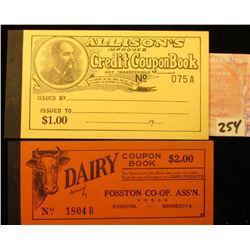 ALLISON'S
IMPROVED
Credit Coupon Book
NOT TRANSFERABLE
No 075A
ISSUED BY
ISSUED TO
$1.00
19
254
DAIRY
COUPON BOOK $2.00
FOSSTON CO-OP. ASS'N.
FOSSTON, — MINNESOTA
No 1804 B